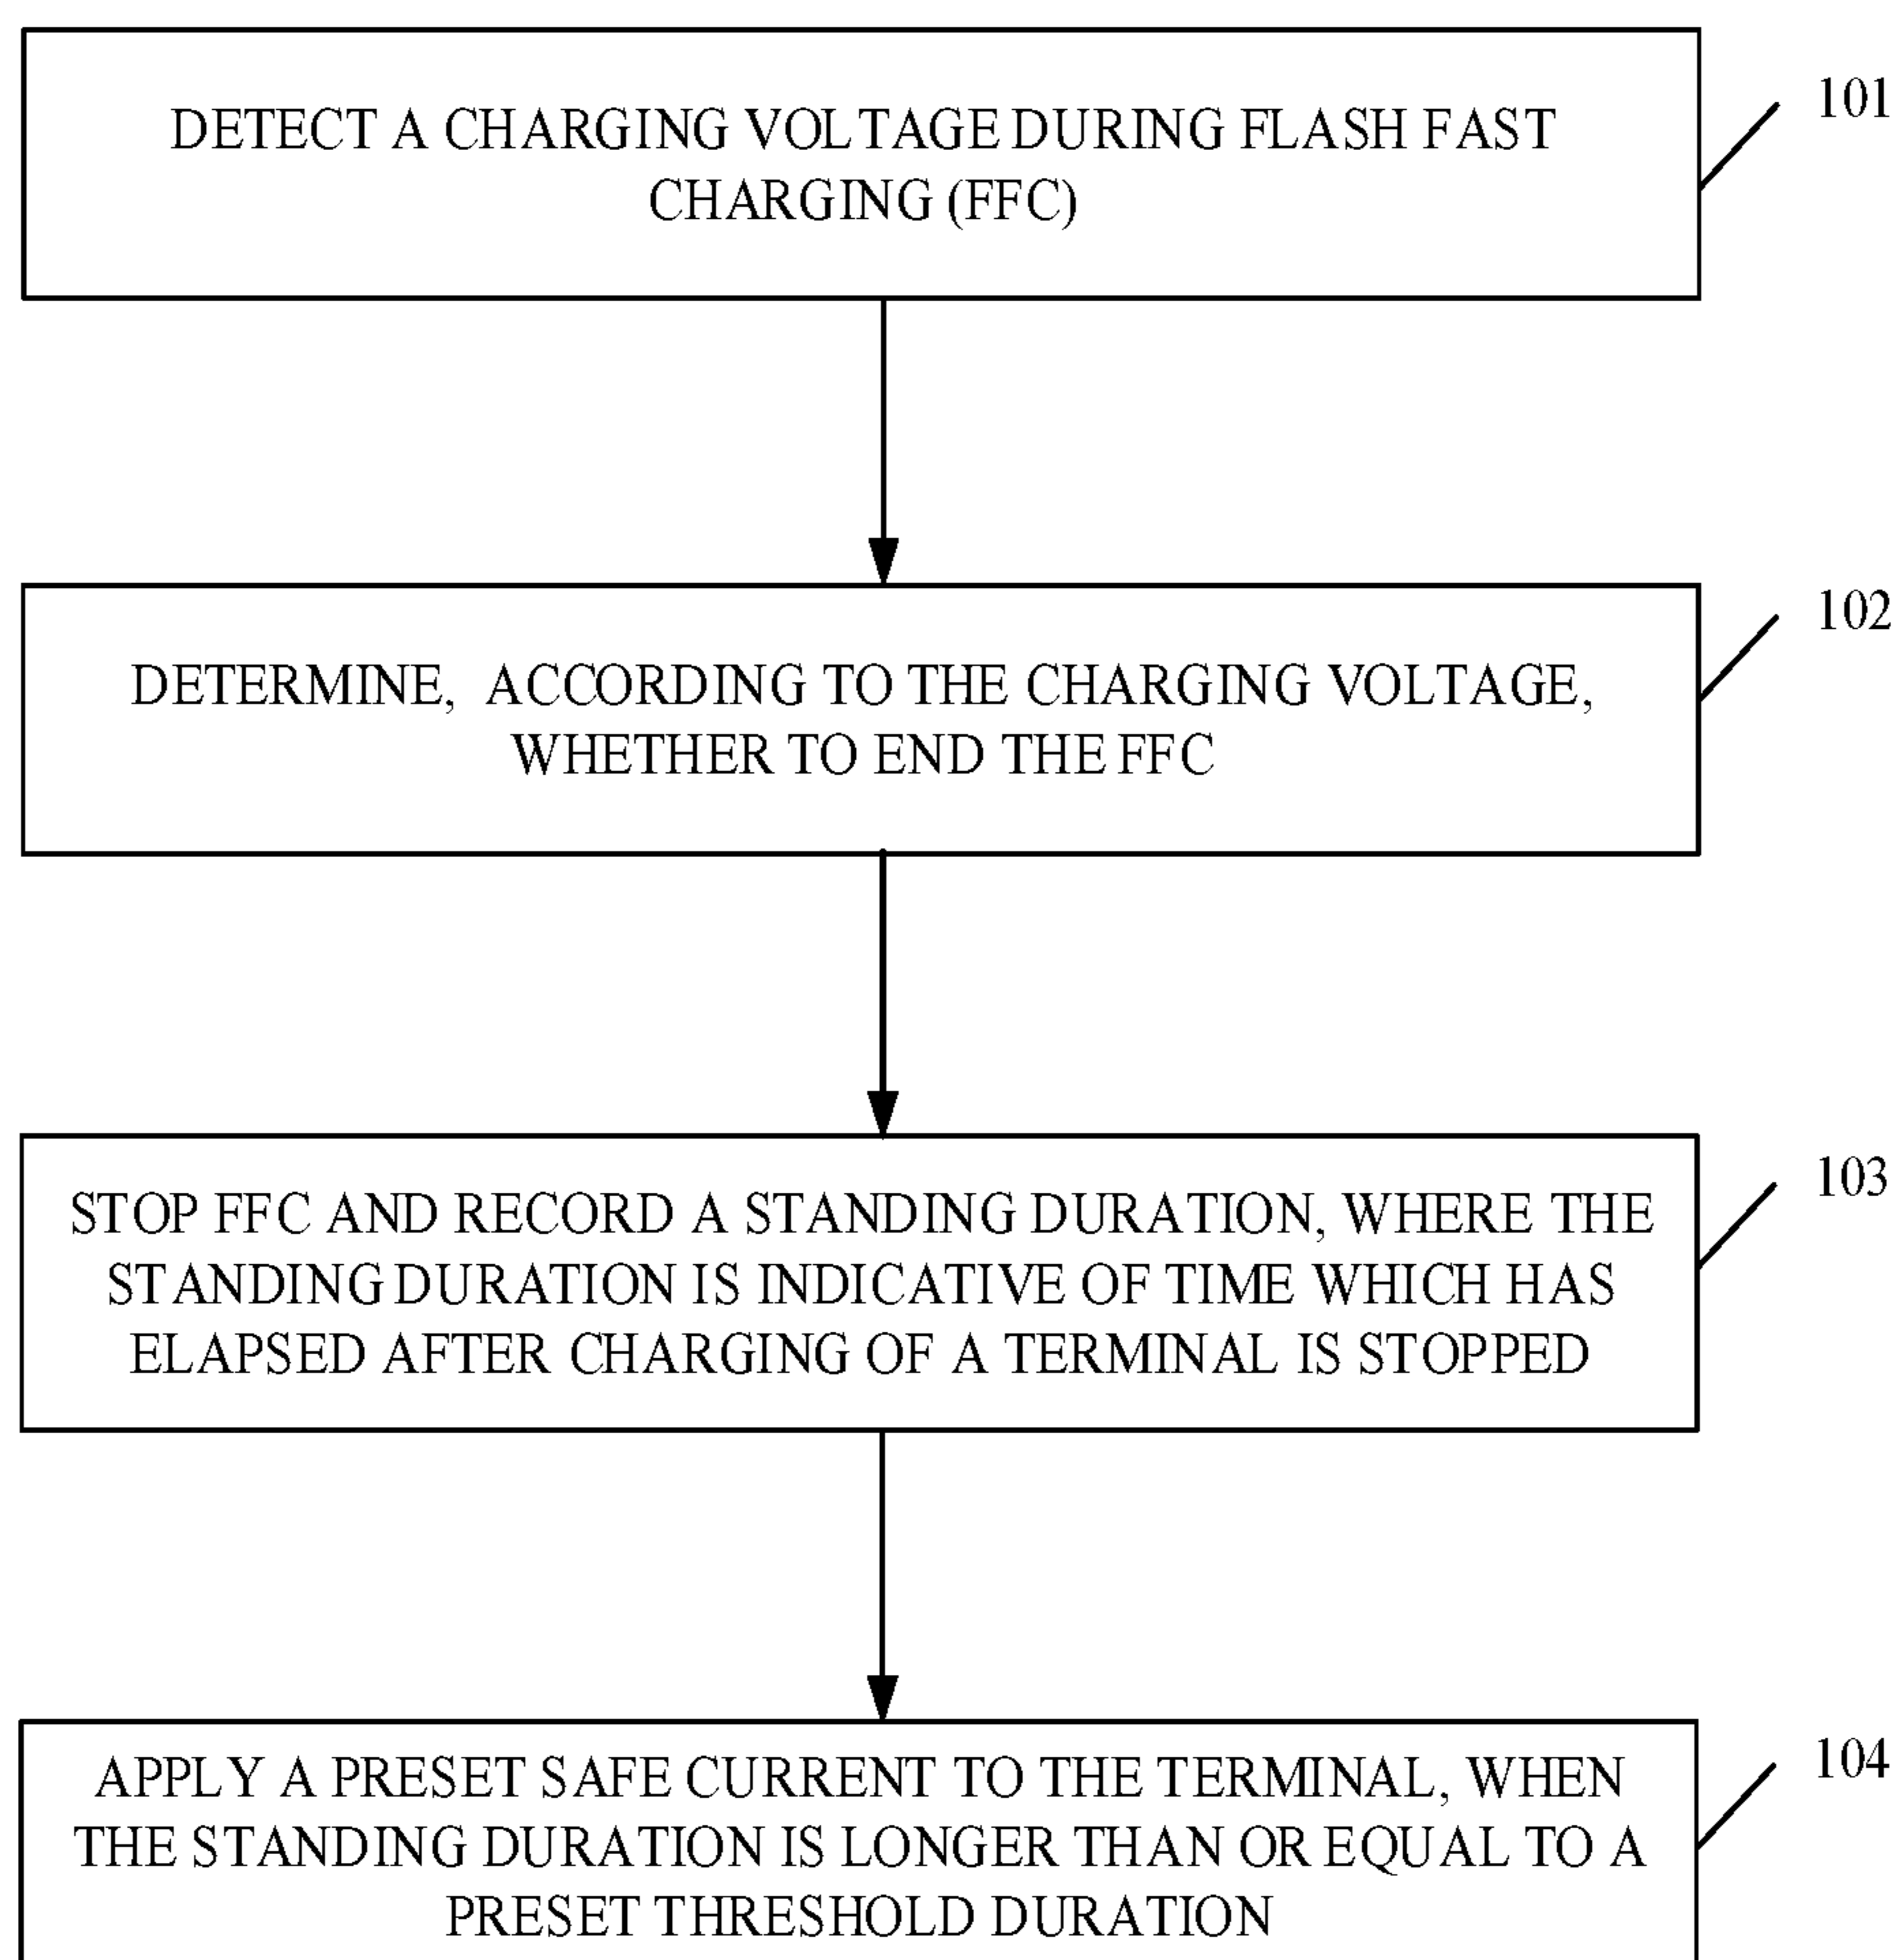 DETECT A CHARGING VOLTAGE DURING FLASH FAST
CHARGING (FFC)
101
DETERMINE, ACCORDING TO THE CHARGING VOLTAGE,
WHETHER TO END THE FFC
102
STOP FFC AND RECORD A STANDING DURATION, WHERE THE
STANDING DURATION IS INDICATIVE OF TIME WHICH HAS
ELAPSED AFTER CHARGING OF A TERMINAL IS STOPPED
103
APPLY A PRESET SAFE CURRENT TO THE TERMINAL, WHEN
THE STANDING DURATION IS LONGER THAN OR EQUAL TO A
PRESET THRESHOLD DURATION
104